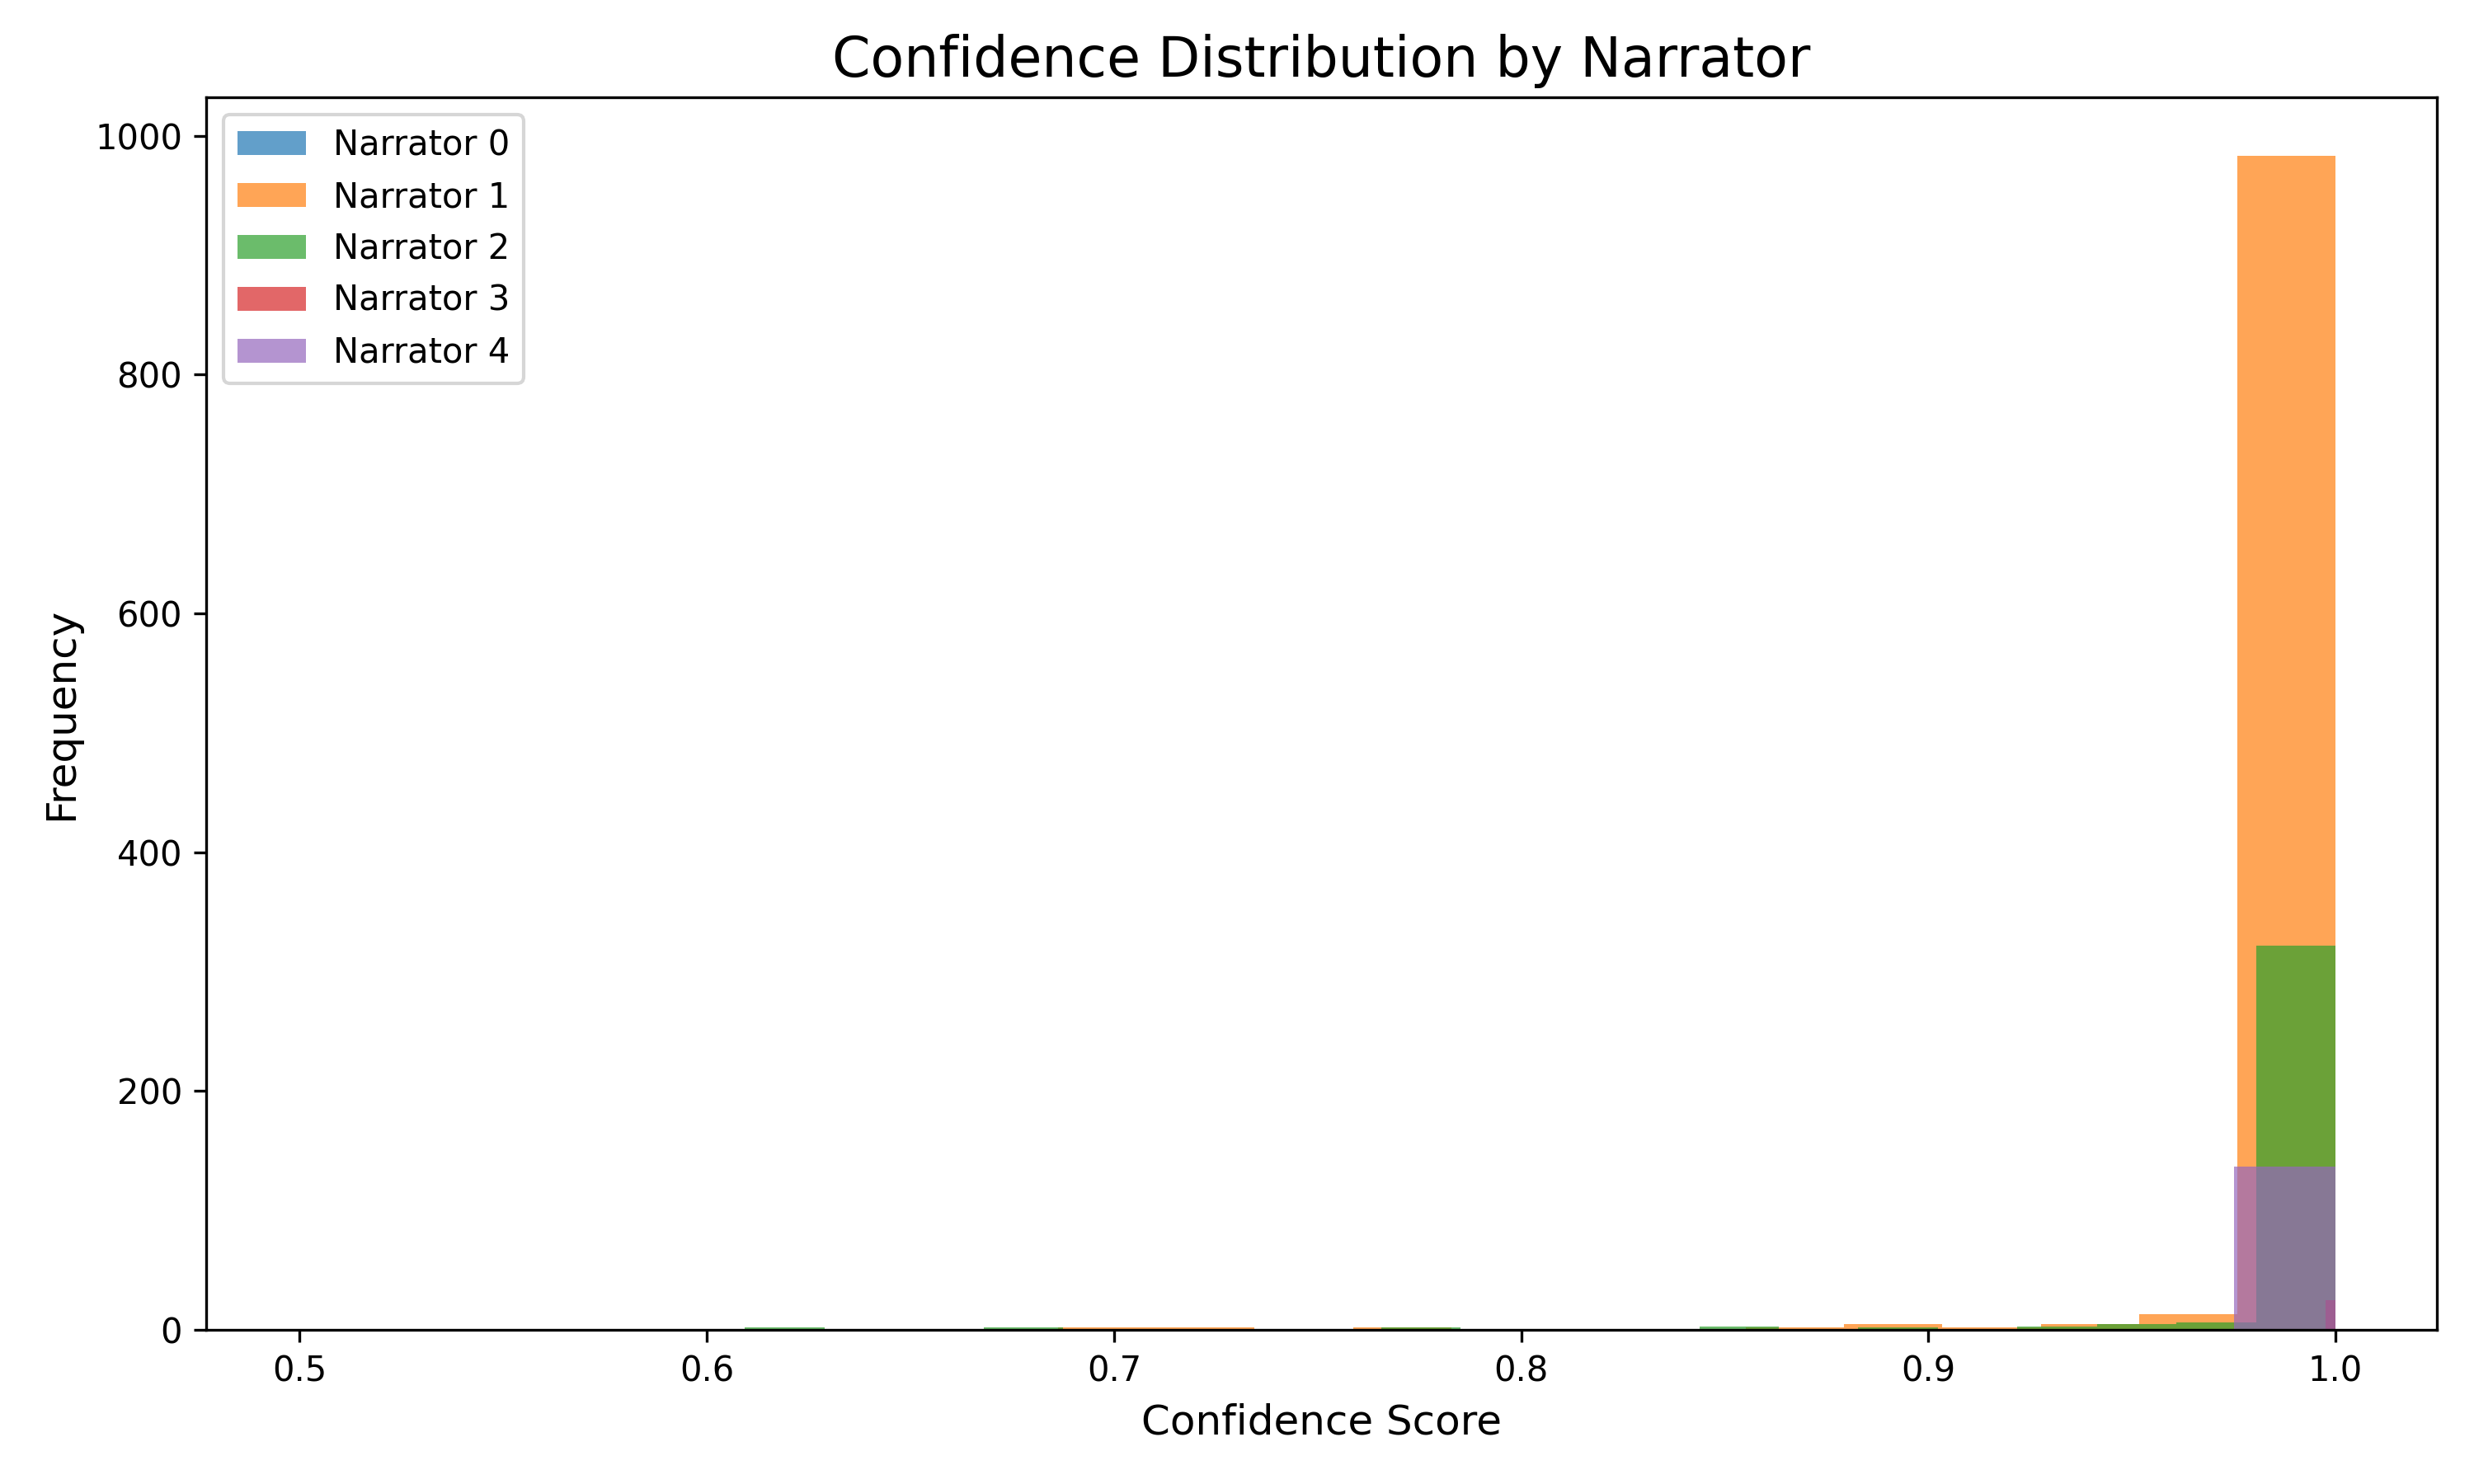 Confidence Distribution by Narrator
1000
800
600
400
200
0
Frequency
Narrator 0
Narrator 1
Narrator 2
Narrator 3
Narrator 4
0.5 0.6 0.7 0.8 0.9 1.0
Confidence Score